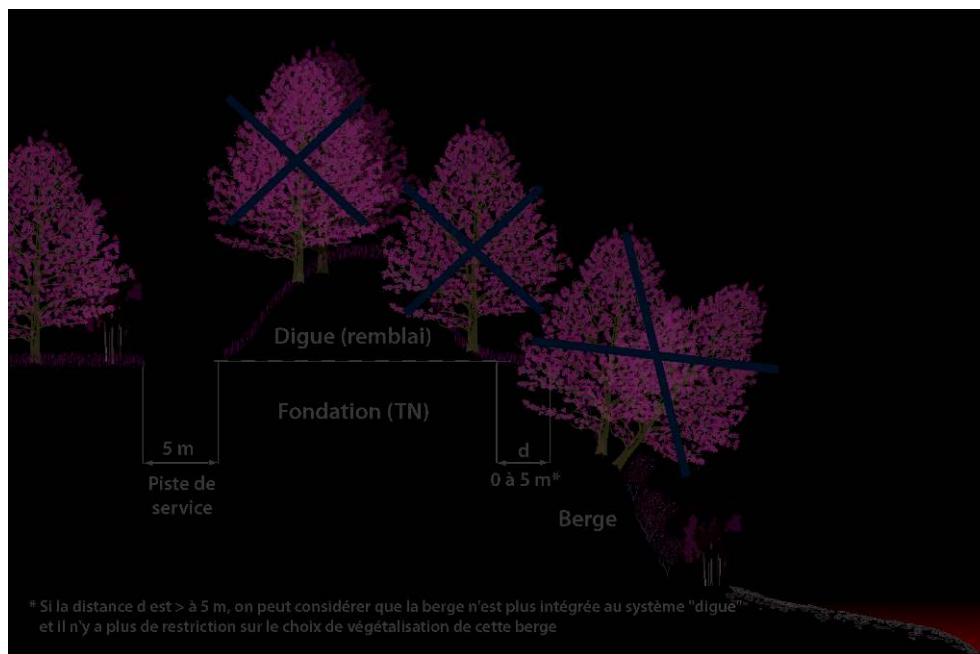 Digue (remblai)
Fondation (TN)
5 m
Piste de
service
d
0 à 5 m*
Berge
* Si la distance d est > à 5 m, on peut considérer que la berge n'est plus intégrée au système "digue"
et il n'y a plus de restriction sur le choix de végétalisation de cette berge